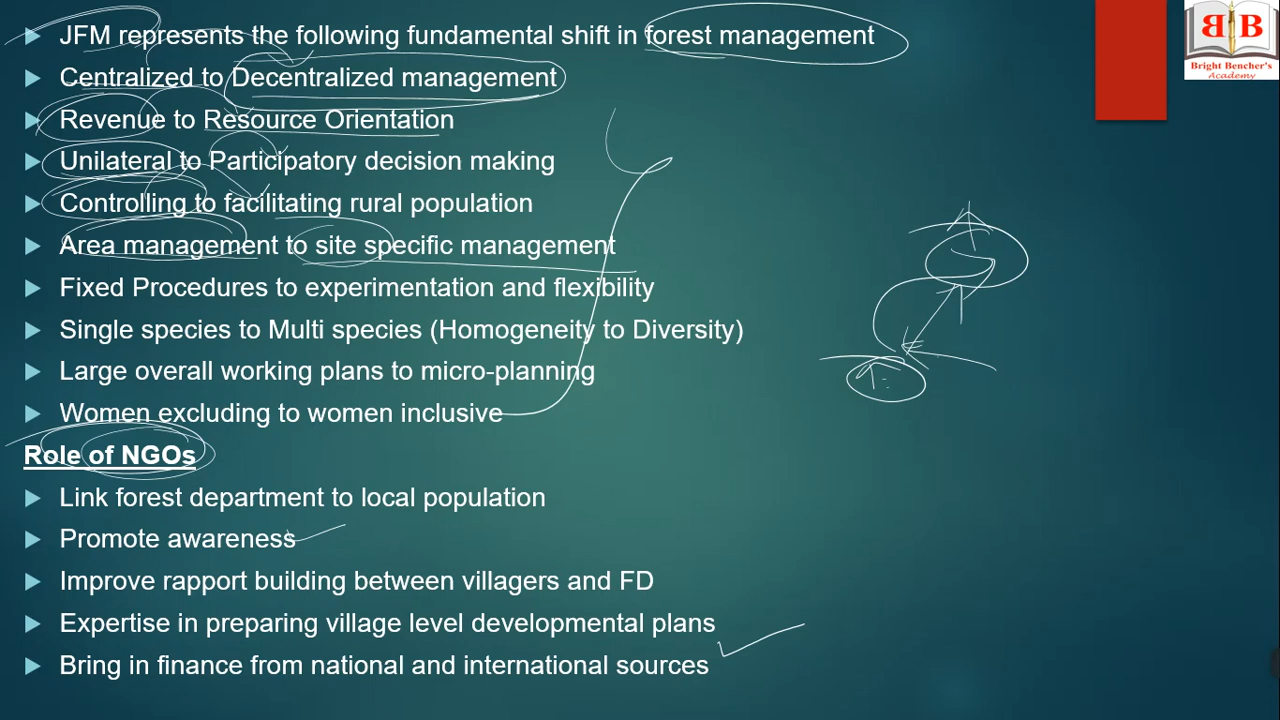 JFM represents the following fundamental shift in forest management
Centralized to Decentralized management
Revenue to Resource Orientation
Unilateral to Participatory decision making
Controlling to facilitating rural population
Area management to site specific management
Fixed Procedures to experimentation and flexibility
Single species to Multi species (Homogeneity to Diversity)
Large overall working plans to micro-planning
Women excluding to women inclusive
Role of NGOs
Link forest department to local population
Promote awareness
Improve rapport building between villagers and FD
Expertise in preparing village level developmental plans
Bring in finance from national and international sources
B B
Bright Bencher's
Academy